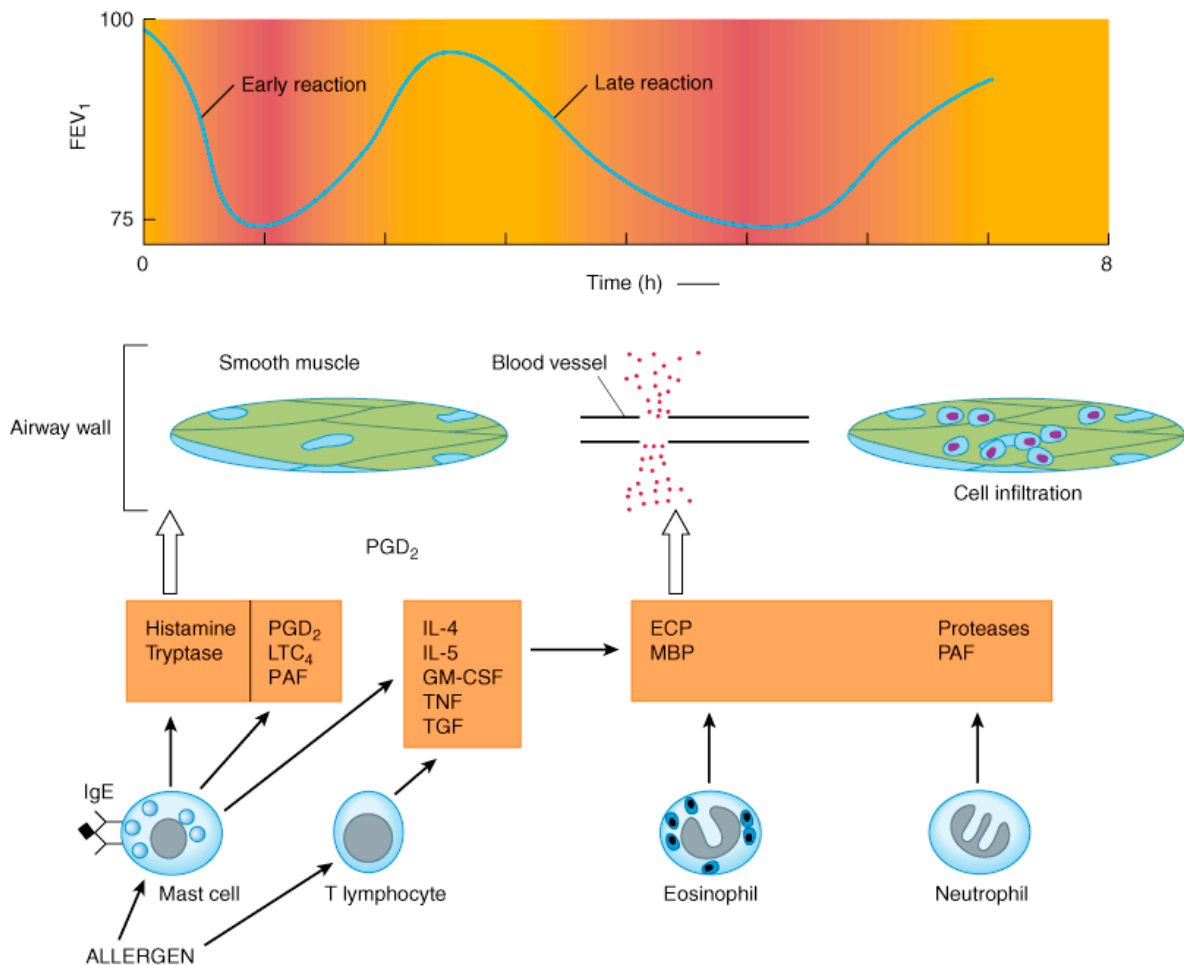 100
Early reaction
Late reaction
FEV₁
75
0
8
Time (h)
Smooth muscle
Blood vessel
Airway wall
Cell infiltration
PGD₂
Histamine
Tryptase
PGD₂
LTC₄
PAF
IL-4
IL-5
GM-CSF
TNF
TGF
ECP
MBP
Proteases
PAF
IgE
Mast cell
T lymphocyte
Eosinophil
Neutrophil
ALLERGEN